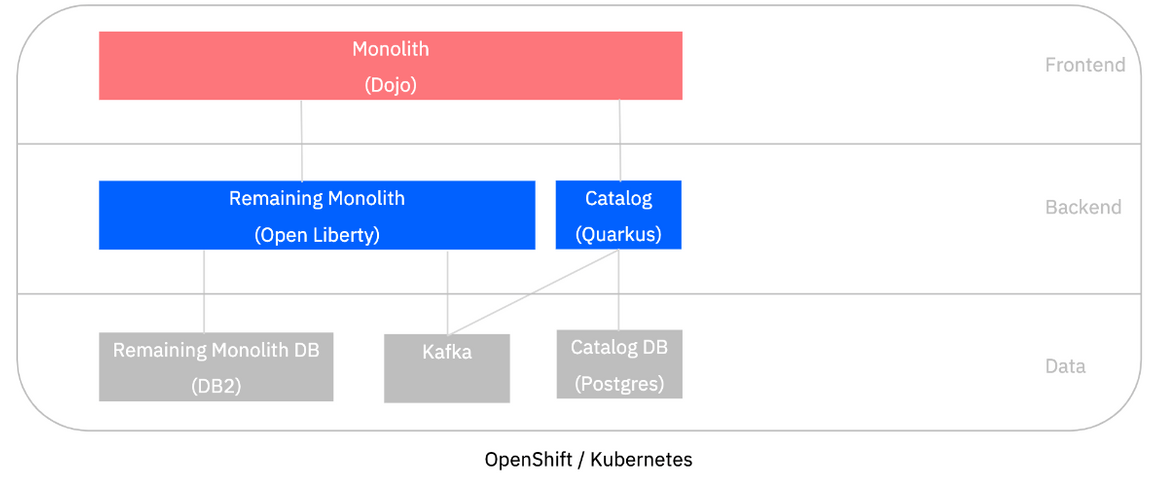 Monolith
(Dojo)
Frontend
Remaining Monolith
(Open Liberty)
Catalog
(Quarkus)
Backend
Remaining Monolith DB
(DB2)
Kafka
Catalog DB
(Postgres)
Data
OpenShift / Kubernetes